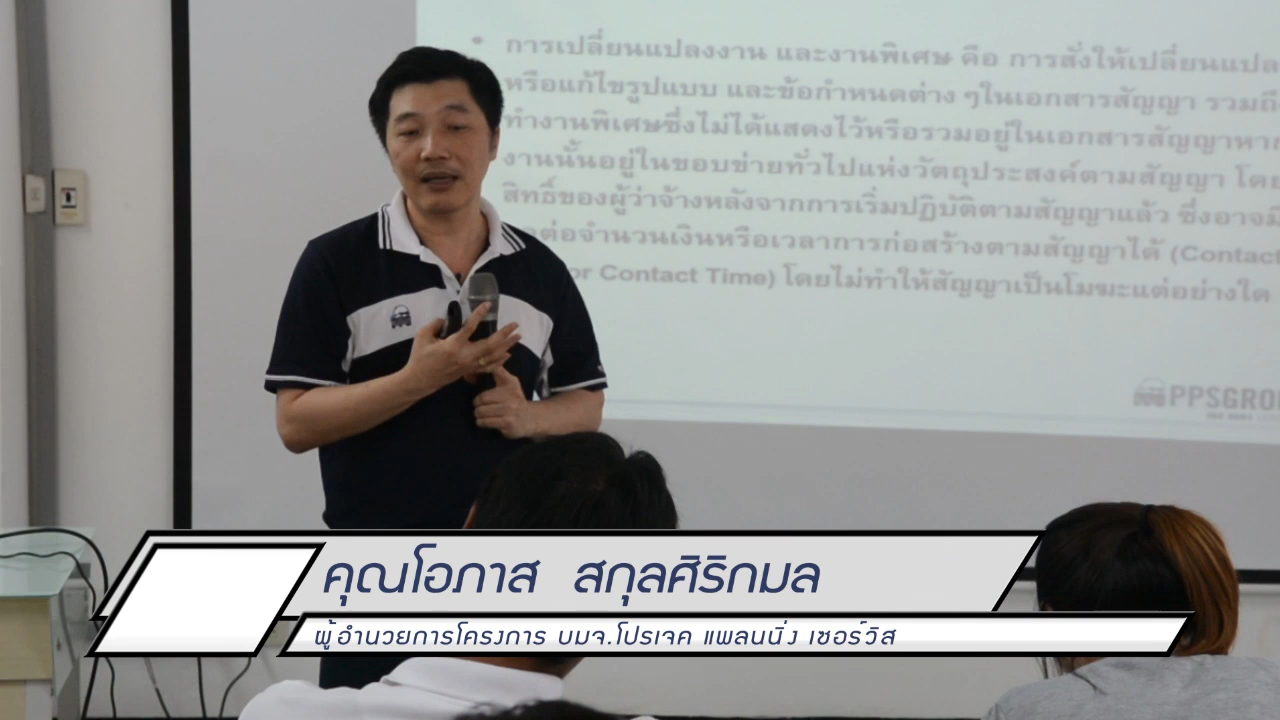 • การเปลี่ยนแปลงงาน และงานพิเศษ คือ การสั่งให้เปลี่ยนแปล
หรือแก้ไขรูปแบบ และข้อกำหนดต่าง ๆในเอกสารสัญญา รวมถึ
ทำงานพิเศษซึ่งไม่ได้แสดงไว้หรือรวมอยู่ในเอกสารสัญญาหาก
งานนั้นอยู่ในขอบข่ายทั่วไปแห่งวัตถุประสงค์ตามสัญญา โดย
สิทธิ์ของผู้ว่าจ้างหลังจากการเริ่มปฏิบัติตามสัญญาแล้ว ซึ่งอาจมี
ต่อจำนวนเงินหรือเวลาการก่อสร้างตามสัญญาได้ (Contact
or Contact Time) โดยไม่ทำให้สัญญาเป็นโมฆะแต่อย่างใด
PPSGRO
คุณโอภาส สกุลศิริกมล
ผู้อำนวยการโครงการ บมจ.โปรเจค แพลนนิ่ง เซอร์วิส